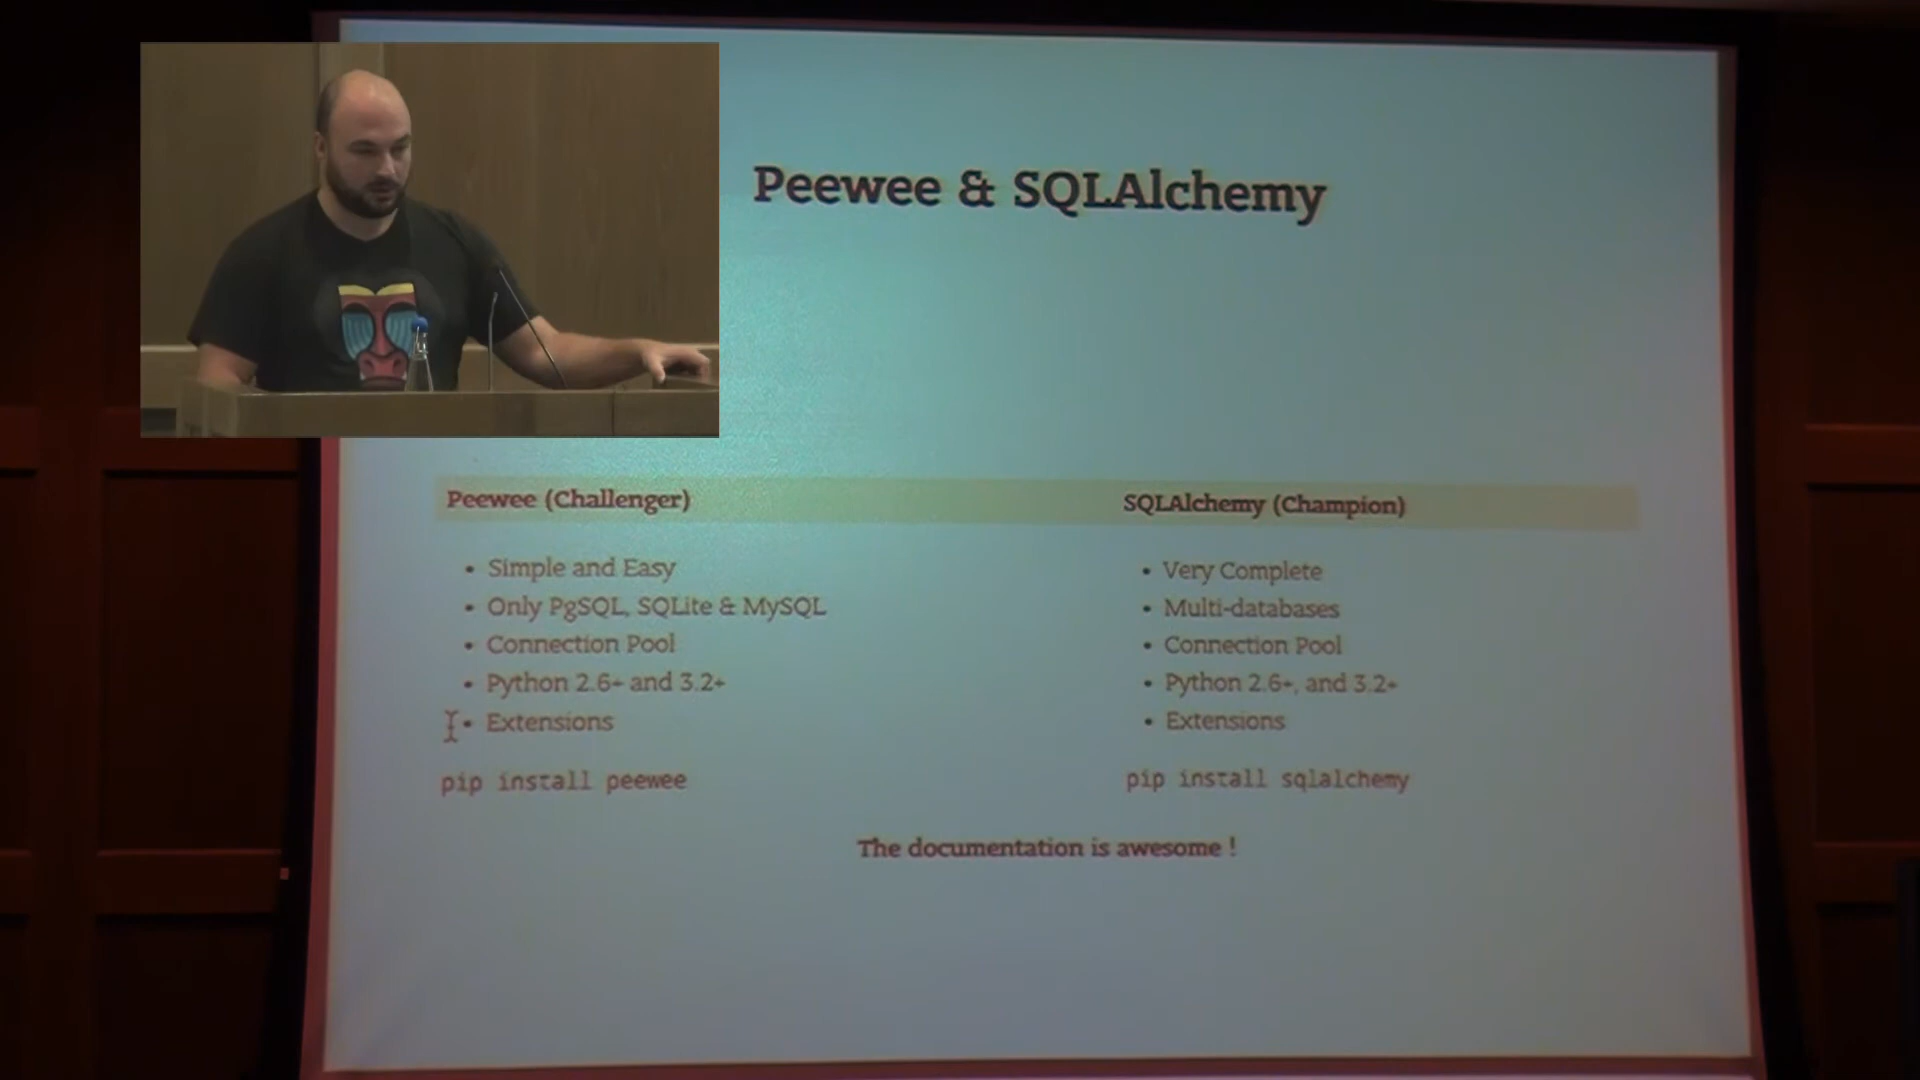 Peewee & SQLAlchemy
Peewee (Challenger)
• Simple and Easy
• Only PgSQL, SQLite & MySQL
• Connection Pool
• Python 2.6+ and 3.2+
• Extensions
pip install peewee
SQLAlchemy (Champion)
• Very Complete
• Multi-databases
• Connection Pool
• Python 2.6+, and 3.2+
• Extensions
pip install sqlalchemy
The documentation is awesome !